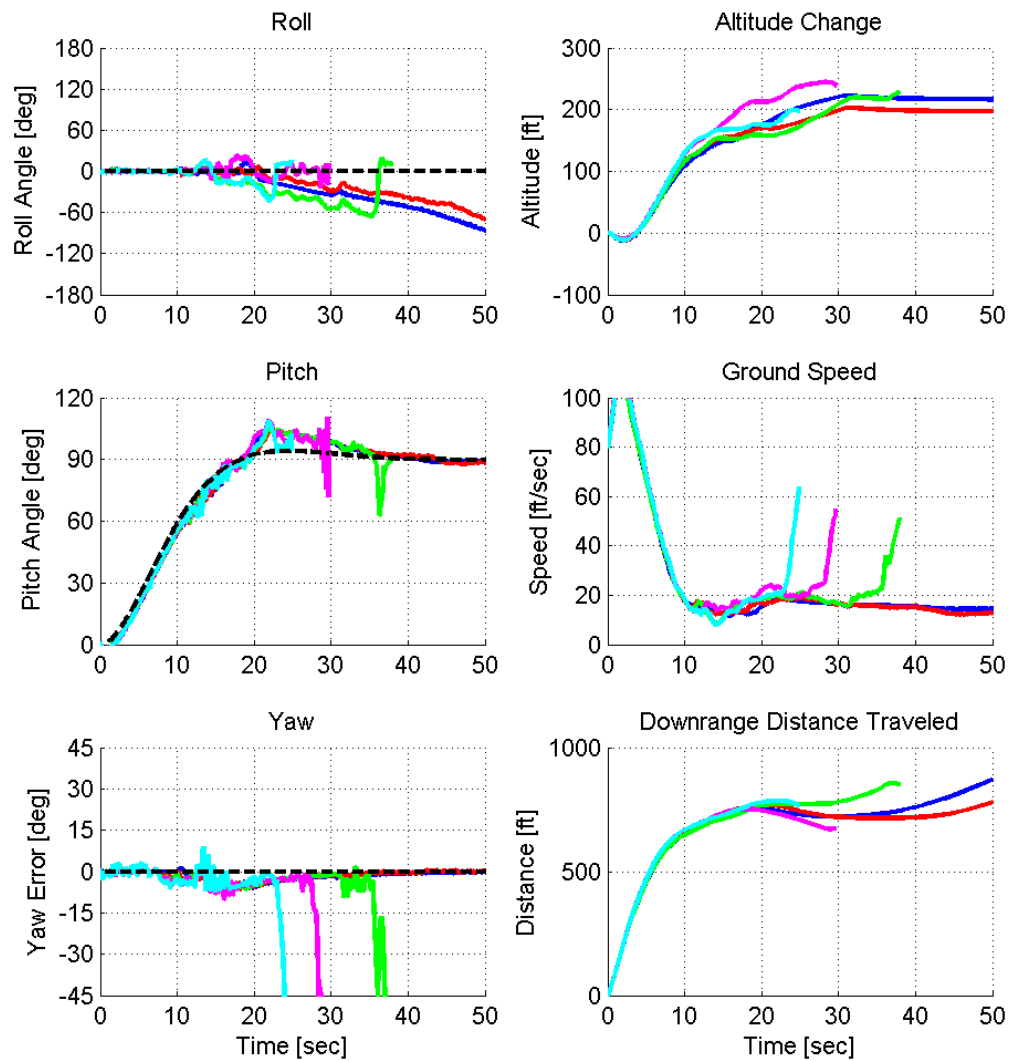 Roll
180
120
60
0
-60
-120
-180
Roll Angle [deg]
0 10 20 30 40 50
Altitude Change
300
200
100
0
-100
Altitude [ft]
0 10 20 30 40 50
Pitch
120
90
60
30
0
Pitch Angle [deg]
0 10 20 30 40 50
Ground Speed
100
80
60
40
20
0
Speed [ft/sec]
0 10 20 30 40 50
Yaw
45
30
15
0
-15
-30
-45
Yaw Error [deg]
0 10 20 30 40 50
Time [sec]
Downrange Distance Traveled
1000
500
0
Distance [ft]
0 10 20 30 40 50
Time [sec]